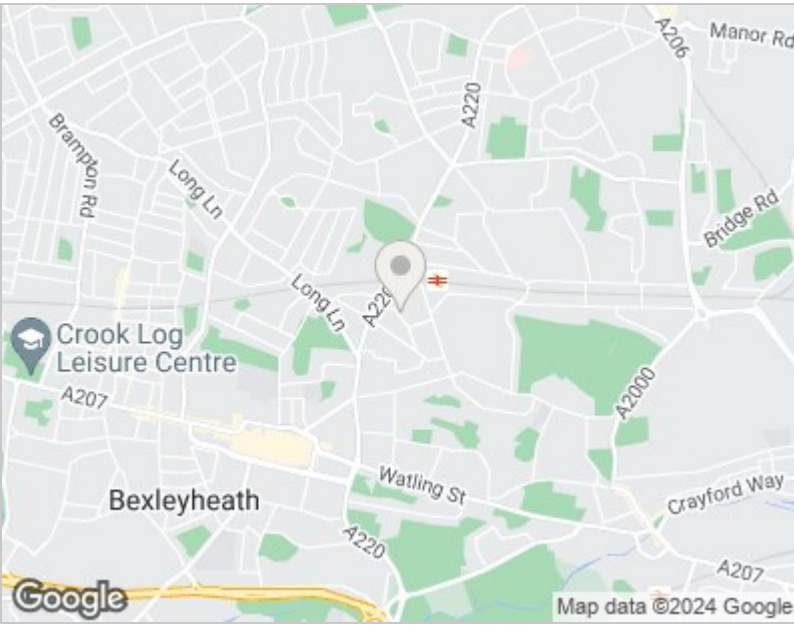 A206
Manor Rd
A220
Brampton Rd
Long Ln
Bridge Rd
Long Ln
A220
Crook Log
Leisure Centre
A207
A2000
Watling St
Bexleyheath
Crayford Way
A220
A207
Google
Map data ©2024 Google